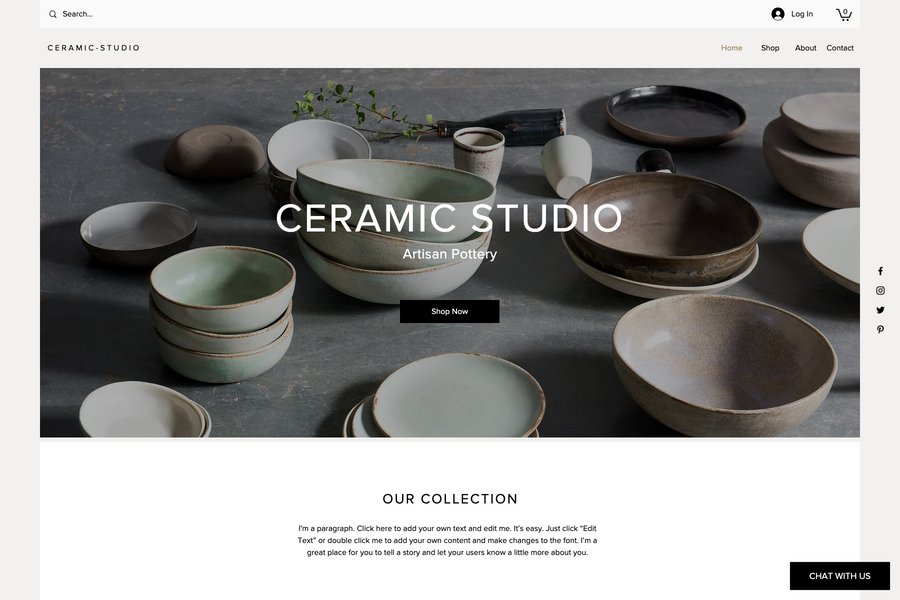 Search...
Log In
0
CERAMIC-STUDIO
Home
Shop
About
Contact
CERAMIC STUDIO
Artisan Pottery
Shop Now
OUR COLLECTION
I'm a paragraph. Click here to add your own text and edit me. It's easy. Just click “Edit
Text” or double click me to add your own content and make changes to the font. I'm a
great place for you to tell a story and let your users know a little more about you.
CHAT WITH US